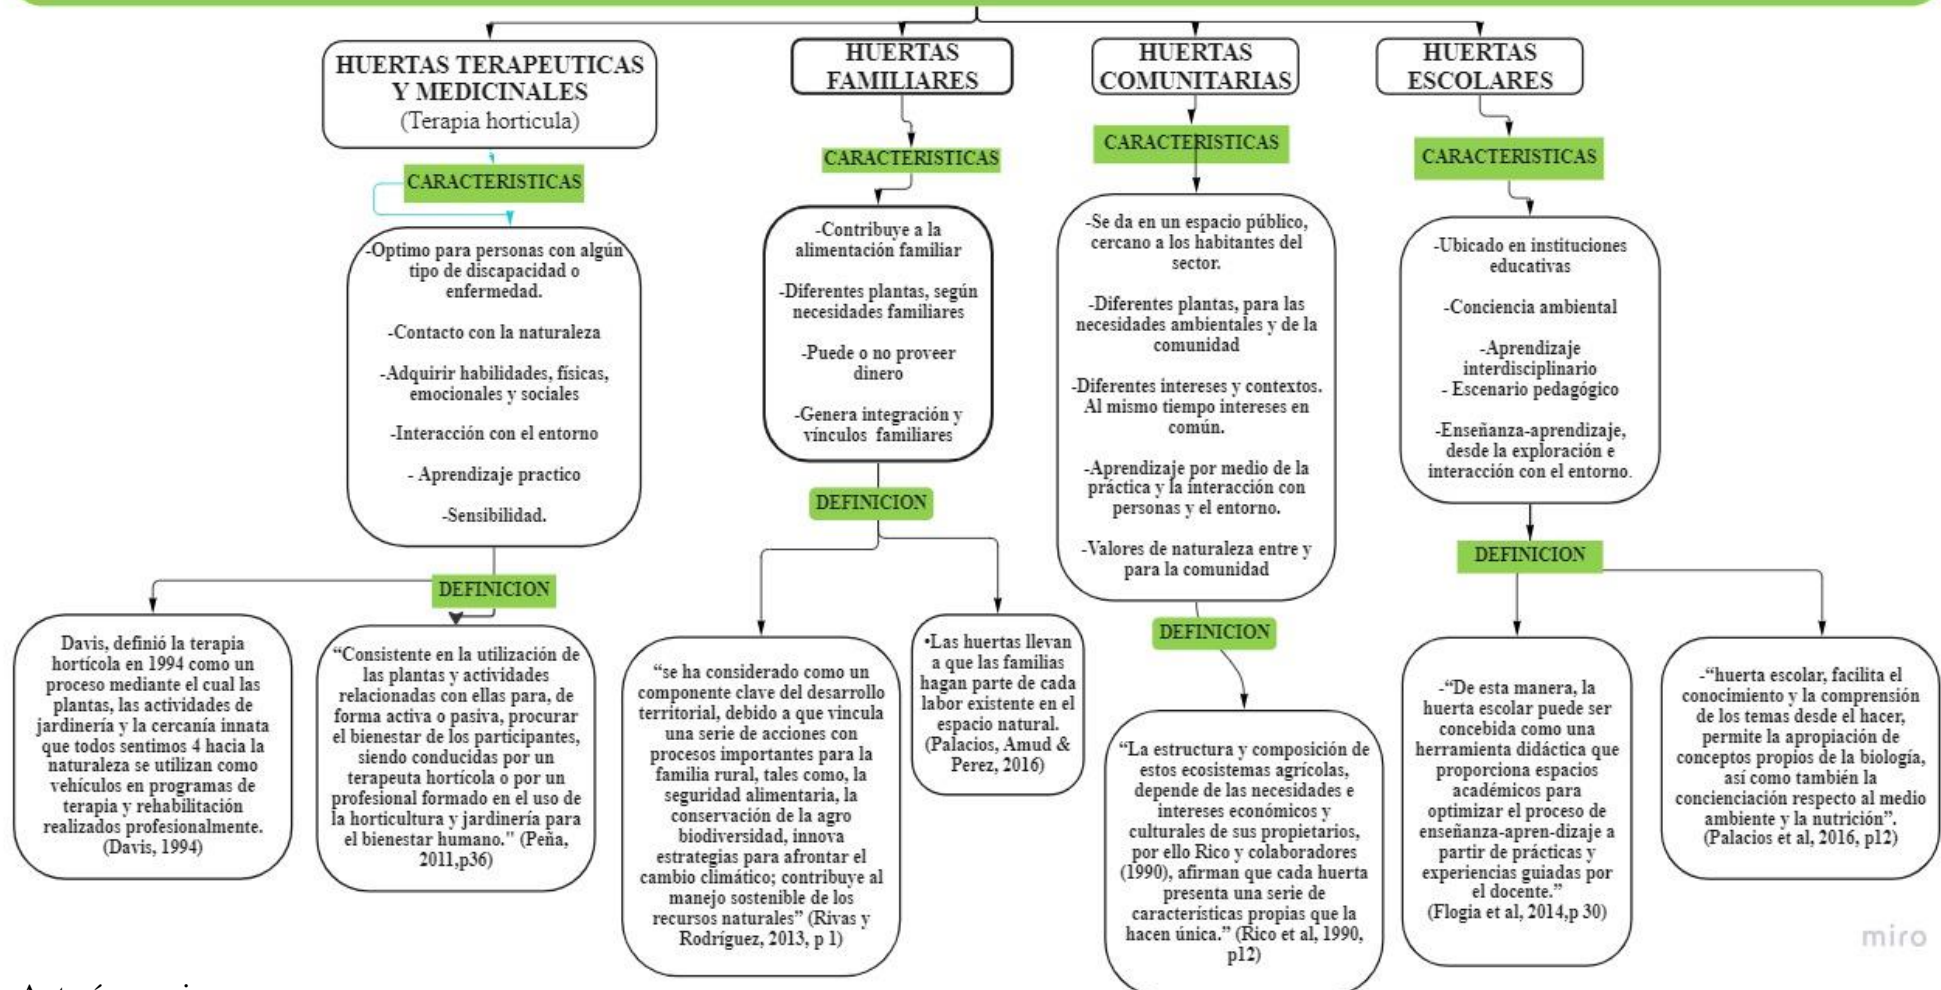 HUERTAS TERAPEUTICAS
Y MEDICINALES
(Terapia horticula)
CARACTERISTICAS
-Optimo para personas con algún
tipo de discapacidad o
enfermedad.
-Contacto con la naturaleza
-Adquirir habilidades, físicas,
emocionales y sociales
-Interacción con el entorno
- Aprendizaje practico
-Sensibilidad.
DEFINICION
Davis, definió la terapia
hortícola en 1994 como un
proceso mediante el cual las
plantas, las actividades de
jardinería y la cercanía innata
que todos sentimos 4 hacia la
naturaleza se utilizan como
vehículos en programas de
terapia y rehabilitación
realizados profesionalmente.
(Davis, 1994)
“Consistente en la utilización de
las plantas y actividades
relacionadas con ellas para, de
forma activa o pasiva, procurar
el bienestar de los participantes,
siendo conducidas por un
terapeuta hortícola o por un
profesional formado en el uso de
la horticultura y jardinería para
el bienestar humano." (Peña,
2011,p36)
HUERTAS
FAMILIARES
CARACTERISTICAS
-Contribuye a la
alimentación familiar
-Diferentes plantas, según
necesidades familiares
-Puede o no proveer
dinero
-Genera integración y
vínculos familiares
DEFINICION
“se ha considerado como un
componente clave del desarrollo
territorial, debido a que vincula
una serie de acciones con
procesos importantes para la
familia rural, tales como, la
seguridad alimentaria, la
conservación de la agro
biodiversidad, innova
estrategias para afrontar el
cambio climático; contribuye al
manejo sostenible de los
recursos naturales” (Rivas y
Rodríguez, 2013, p 1)
•Las huertas llevan
a que las familias
hagan parte de cada
labor existente en el
espacio natural.
(Palacios, Amud &
Perez, 2016)
HUERTAS
COMUNITARIAS
CARACTERISTICAS
-Se da en un espacio público,
cercano a los habitantes del
sector.
-Diferentes plantas, para las
necesidades ambientales y de la
comunidad
-Diferentes intereses y contextos.
Al mismo tiempo intereses en
común.
-Aprendizaje por medio de la
práctica y la interacción con
personas y el entorno.
-Valores de naturaleza entre y
para la comunidad
DEFINICION
“La estructura y composición de
estos ecosistemas agrícolas,
depende de las necesidades e
intereses económicos y
culturales de sus propietarios,
por ello Rico y colaboradores
(1990), afirman que cada huerta
presenta una serie de
características propias que la
hacen única.” (Rico et al, 1990,
p12)
HUERTAS
ESCOLARES
CARACTERISTICAS
-Ubicado en instituciones
educativas
-Conciencia ambiental
-Aprendizaje
interdisciplinario
- Escenario pedagógico
-Enseñanza-aprendizaje,
desde la exploración e
interacción con el entorno.
DEFINICION
-“De esta manera, la
huerta escolar puede ser
concebida como una
herramienta didáctica que
proporciona espacios
académicos para
optimizar el proceso de
enseñanza-apren-dizaje a
partir de prácticas y
experiencias guiadas por
el docente.”
(Flogia et al, 2014,p 30)
-“huerta escolar, facilita el
conocimiento y la comprensión
de los temas desde el hacer,
permite la apropiación de
conceptos propios de la biología,
así como también la
concienciación respecto al medio
ambiente y la nutrición”.
(Palacios et al, 2016, p12)
miro